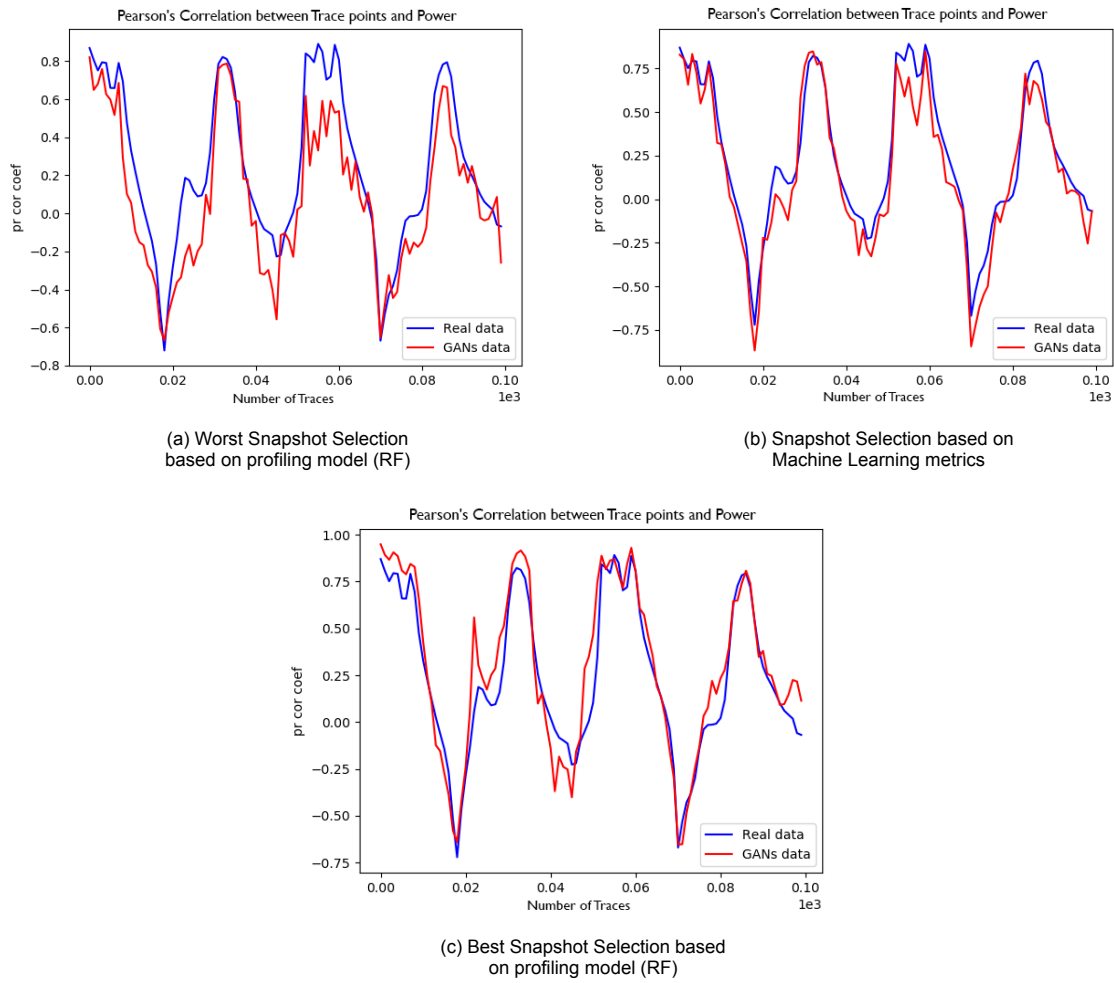 Pearson's Correlation between Trace points and Power
0.8
0.6
0.4
0.2
0.0
−0.2
−0.4
−0.6
−0.8
pr cor coef
Real data
GANs data
0.00 0.02 0.04 0.06 0.08 0.10
1e3
Number of Traces
(a) Worst Snapshot Selection
based on profiling model (RF)
Pearson's Correlation between Trace points and Power
0.75
0.50
0.25
0.00
−0.25
−0.50
−0.75
pr cor coef
Real data
GANs data
0.00 0.02 0.04 0.06 0.08 0.10
1e3
Number of Traces
(b) Snapshot Selection based on
Machine Learning metrics
Pearson's Correlation between Trace points and Power
1.00
0.75
0.50
0.25
0.00
−0.25
−0.50
−0.75
pr cor coef
Real data
GANs data
0.00 0.02 0.04 0.06 0.08 0.10
1e3
Number of Traces
(c) Best Snapshot Selection based
on profiling model (RF)